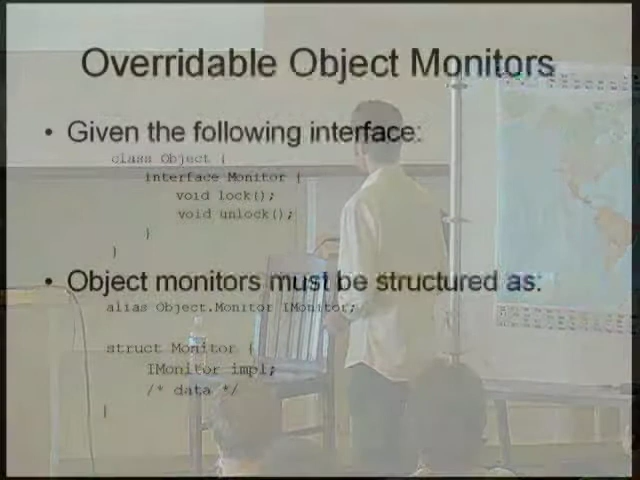 Overridable Object Monitors
• Given the following interface:
class Object {
interface Monitor {
void lock();
void unlock();
}
}
• Object monitors must be structured as:
alias Object.Monitor IMonitor;
struct Monitor {
IMonitor impl;
/* data */
}